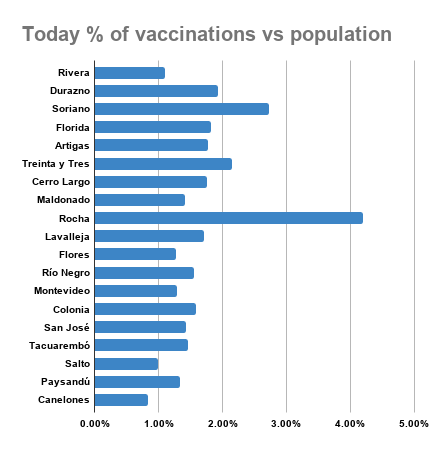 Today % of vaccinations vs population
Rivera
Durazno
Soriano
Florida
Artigas
Treinta y Tres
Cerro Largo
Maldonado
Rocha
Lavalleja
Flores
Río Negro
Montevideo
Colonia
San José
Tacuarembó
Salto
Paysandú
Canelones
0.00% 1.00% 2.00% 3.00% 4.00% 5.00%